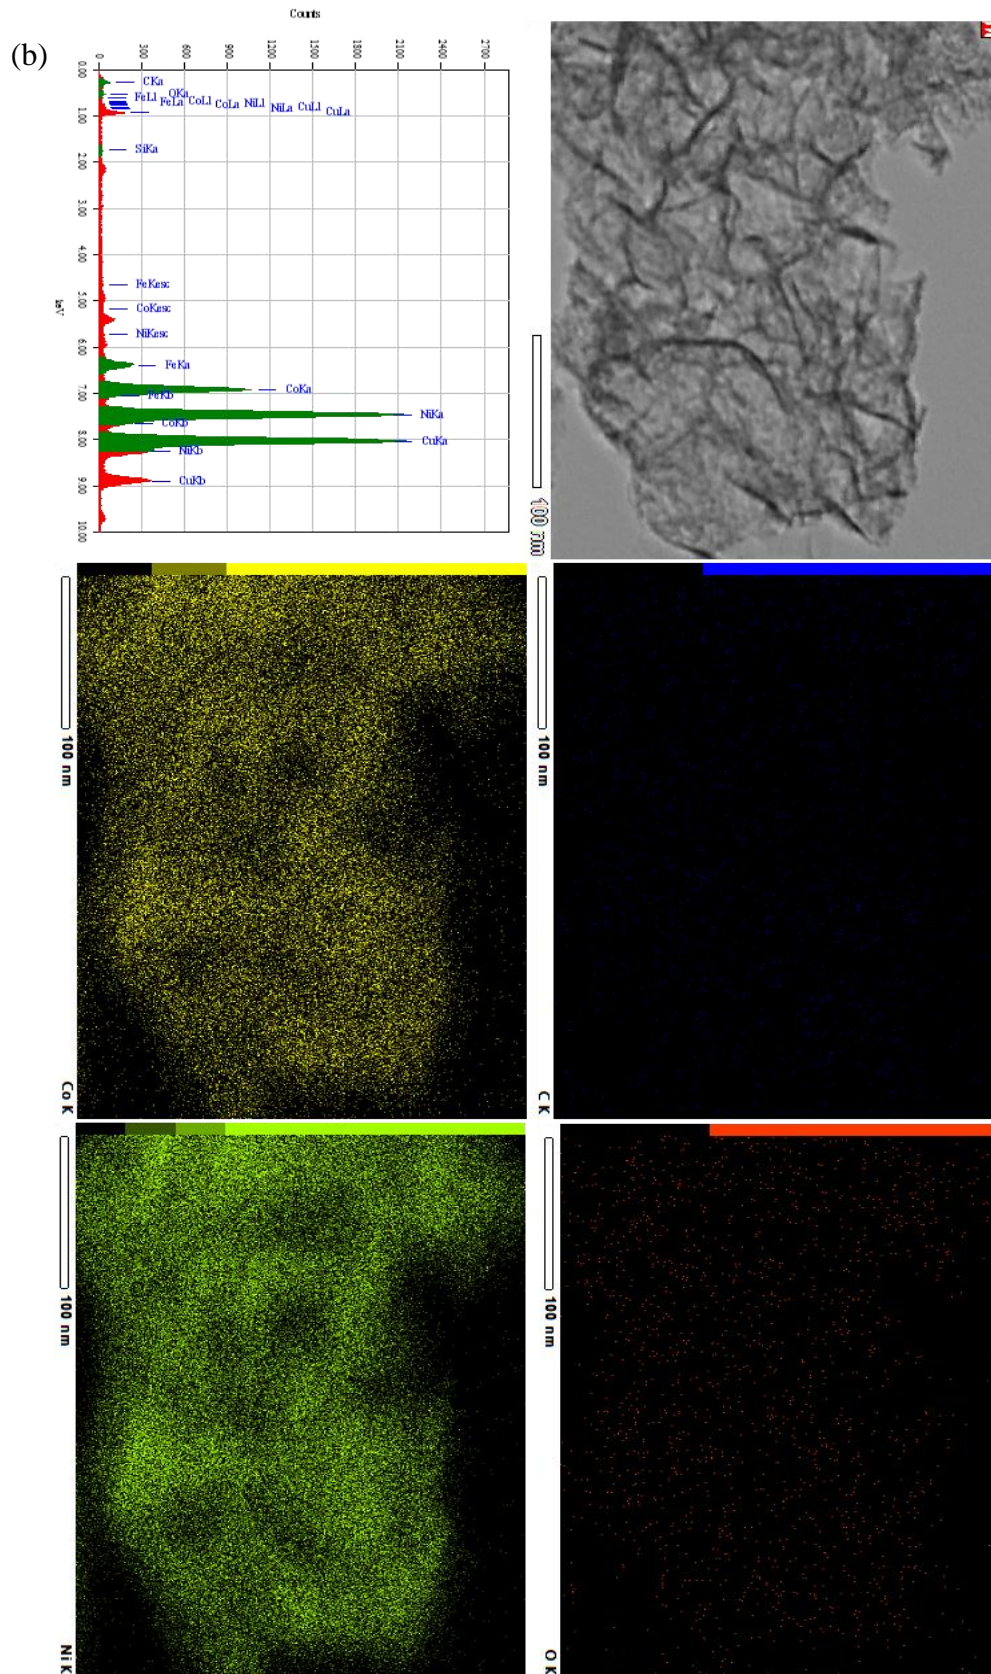 (b)
Counts
0
300
600
900
1200
1500
1800
2100
2400
2700
0.00
1.00
2.00
3.00
4.00
5.00
6.00
7.00
8.00
9.00
10.00
keV
CKa
OKa
FeLl
FeLa
CoLl
CoLa
NiLl
NiLa
CuLl
CuLa
SiKa
FeKesc
CoKesc
NiKesc
FeKa
CoKa
FeKb
NiKa
CoKb
CuKa
NiKb
CuKb
100 nm
100 nm
Co K
100 nm
C K
100 nm
Ni K
100 nm
O K